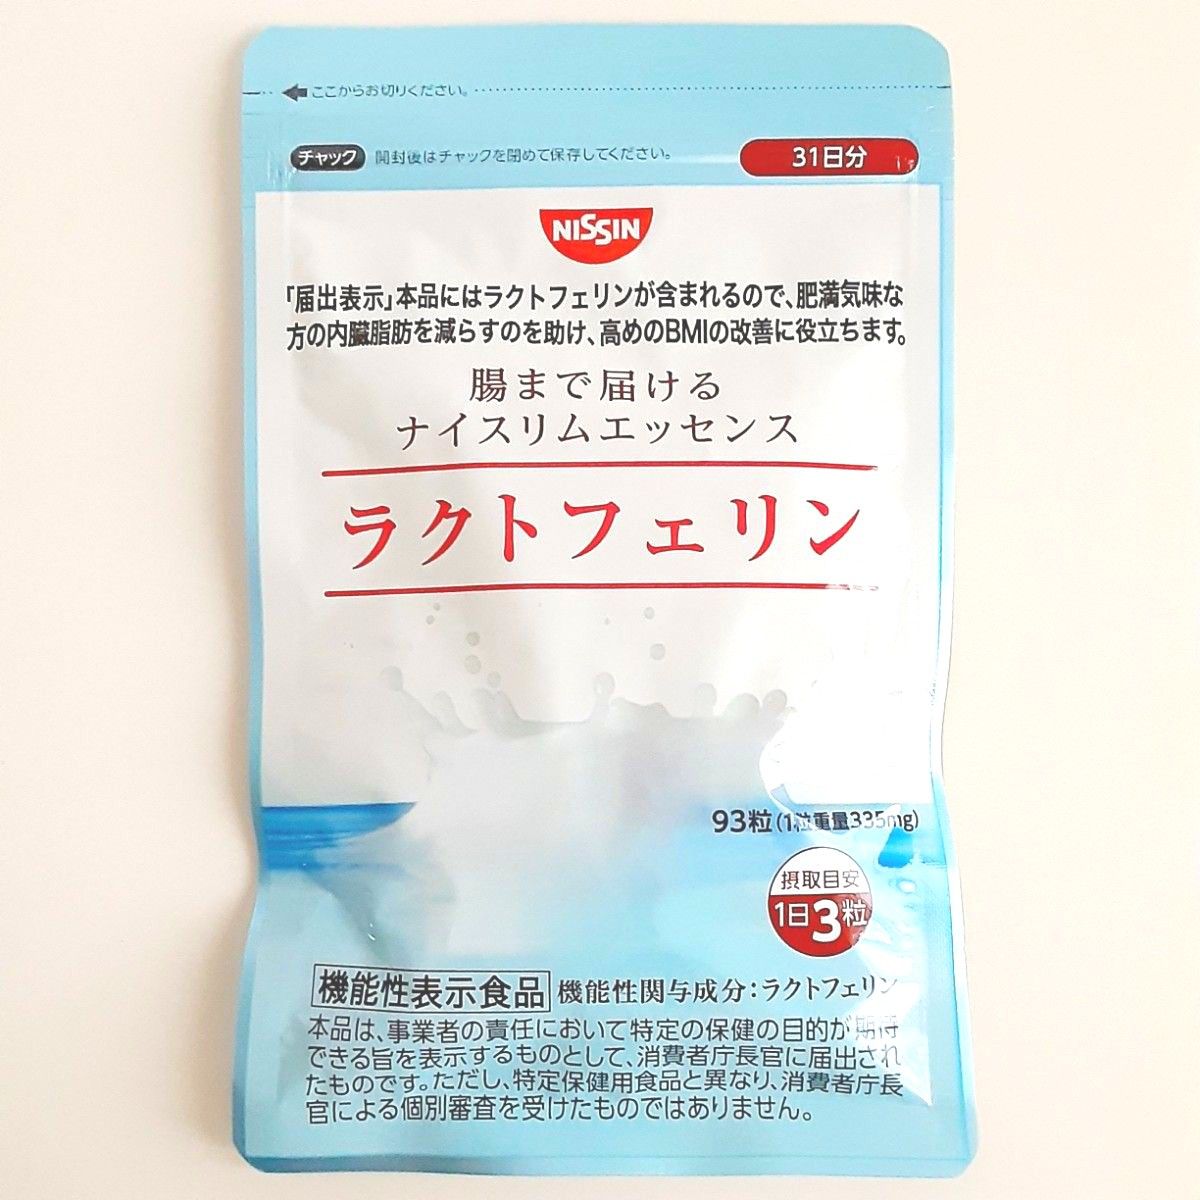 ここからお切りください。
チャック 開封後はチャックを閉めて保存してください。
31日分
NISSIN
「届出表示」本品にはラクトフェリンが含まれるので、肥満気味な
方の内臓脂肪を減らすのを助け、高めのBMIの改善に役立ちます。
腸まで届ける
ナイスリムエッセンス
ラクトフェリン
93粒(1粒重量335mg)
摂取目安
1日3粒
機能性表示食品 機能性関与成分:ラクトフェリン
本品は、事業者の責任において特定の保健の目的が期待
できる旨を表示するものとして、消費者庁長官に届出され
たものです。ただし、特定保健用食品と異なり、消費者庁長
官による個別審査を受けたものではありません。